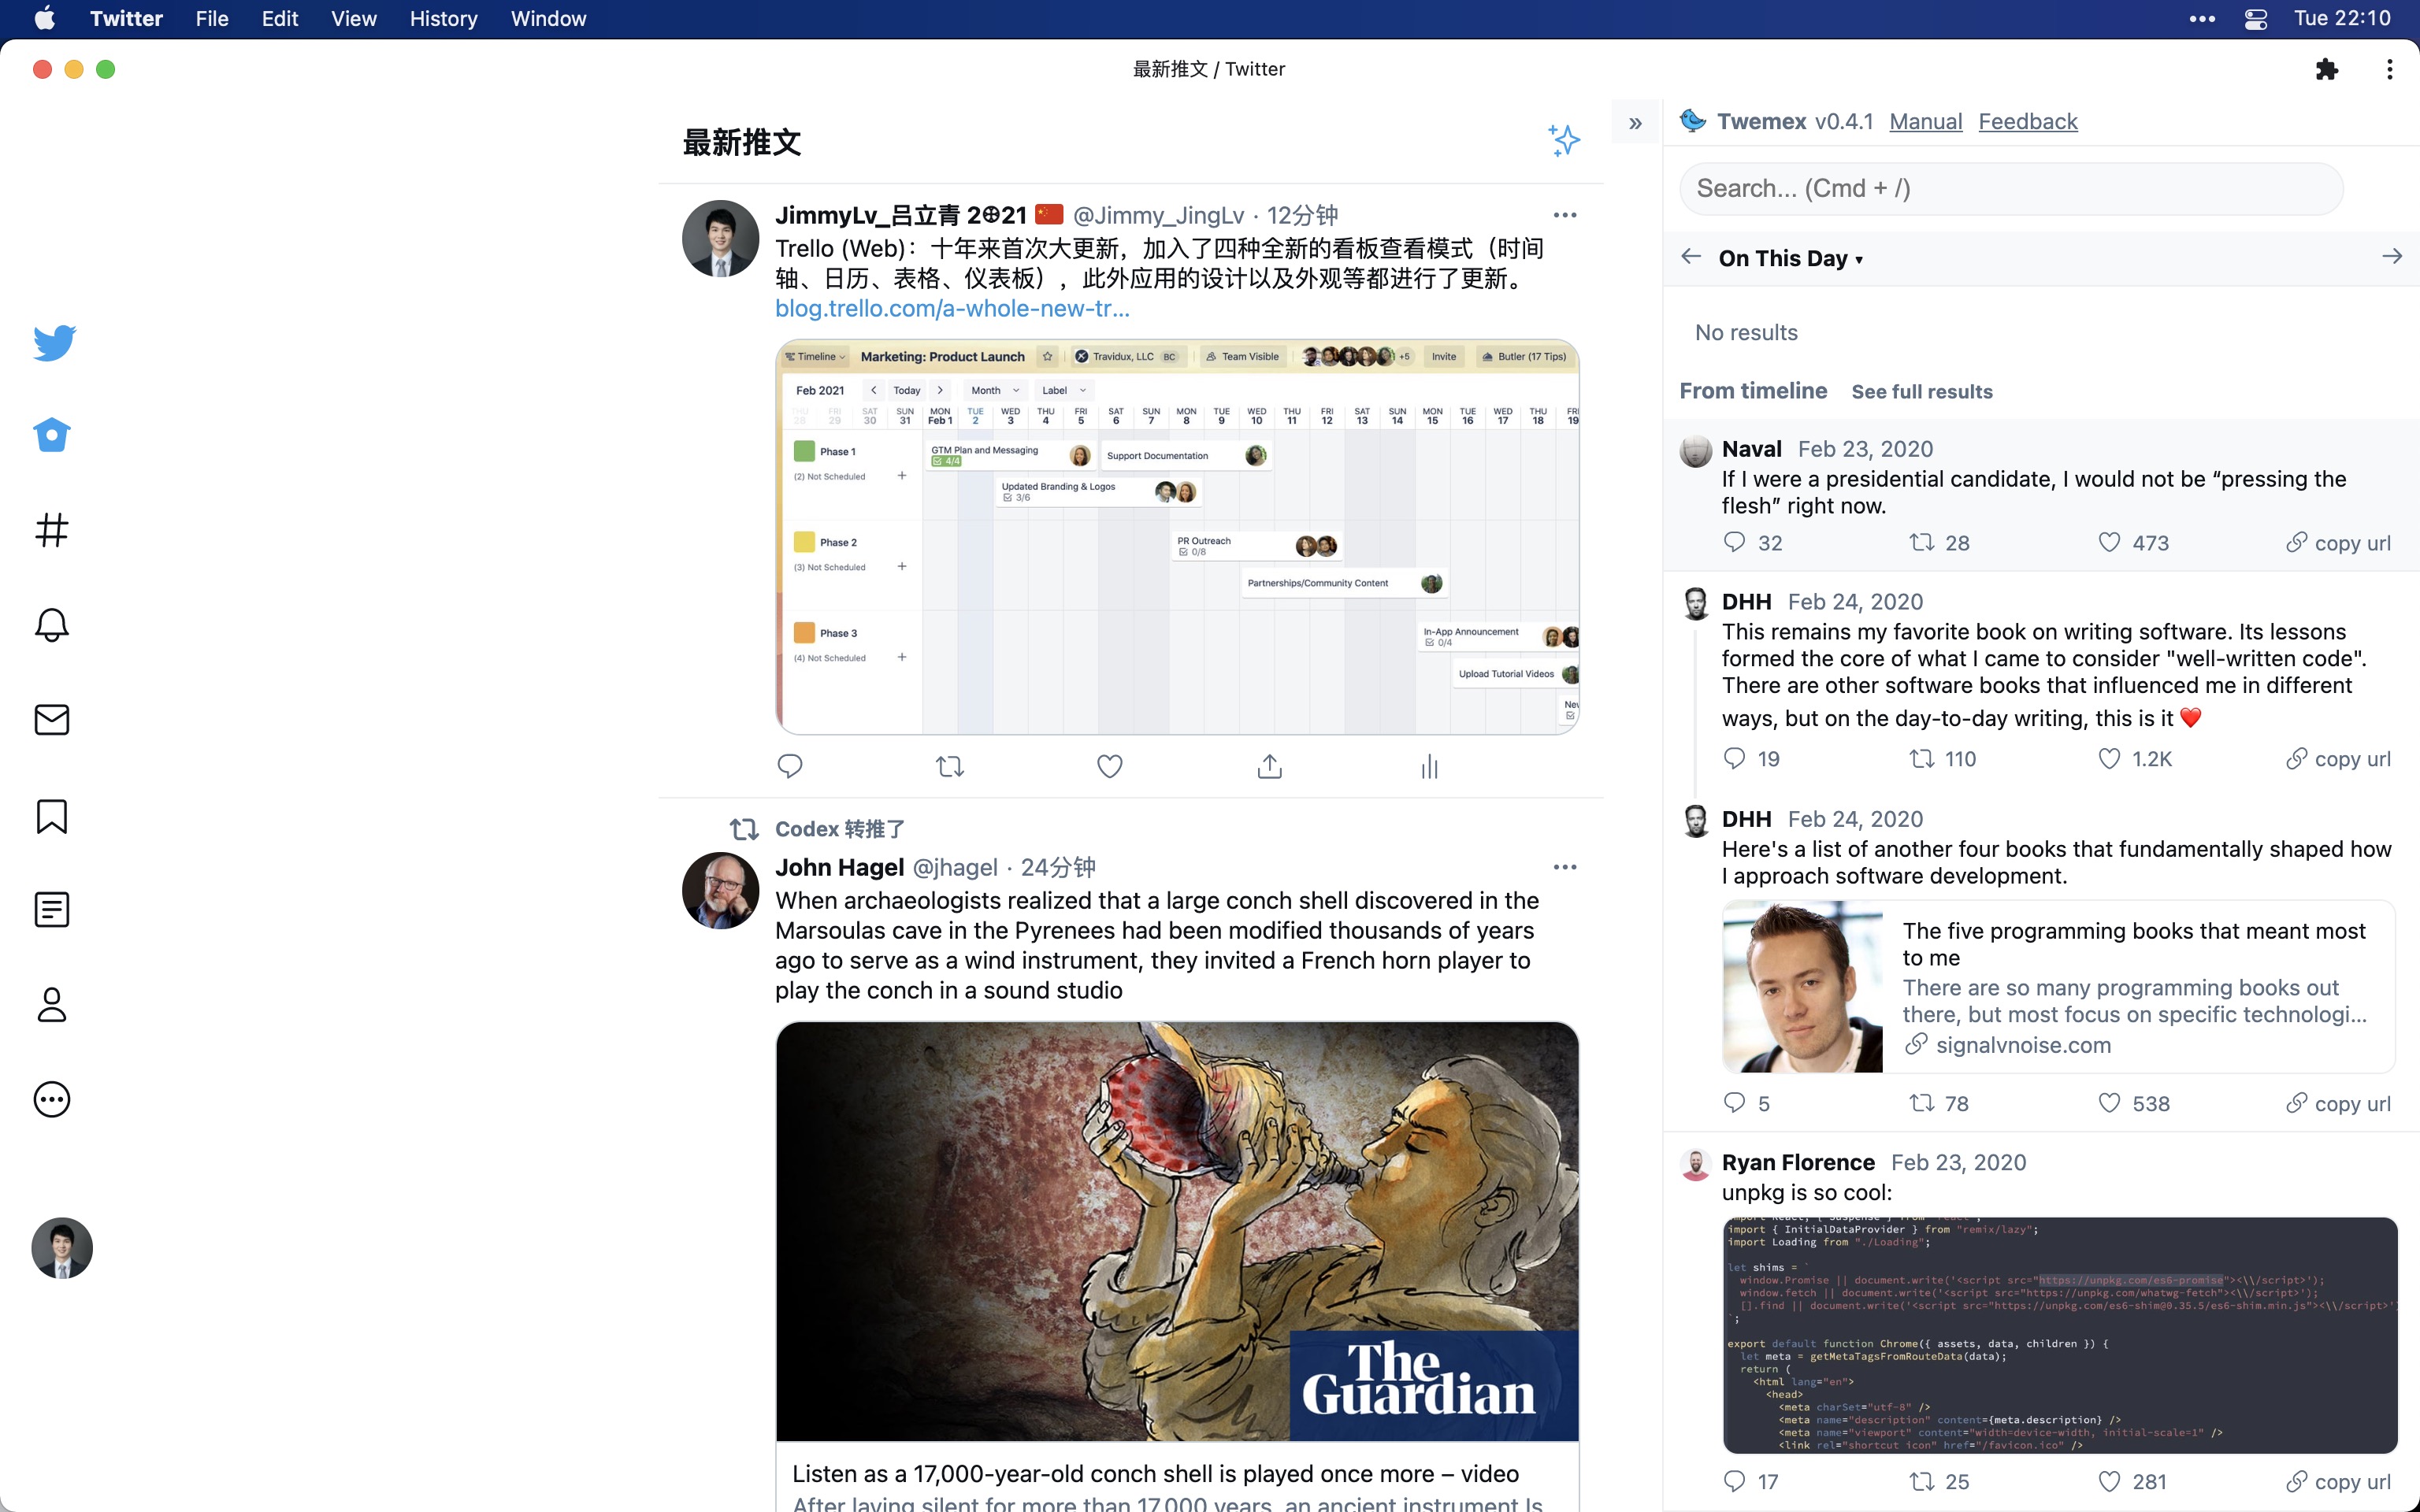 Twitter File Edit View History Window
Tue 22:10
最新推文 / Twitter
最新推文
JimmyLv_吕立青 2⊕21 🇨🇳 @Jimmy_JingLv · 12分钟
Trello (Web)：十年来首次大更新，加入了四种全新的看板查看模式（时间
轴、日历、表格、仪表板），此外应用的设计以及外观等都进行了更新。
blog.trello.com/a-whole-new-tr...
Timeline Marketing: Product Launch Travidux, LLC BC Team Visible +5 Invite Butler (17 Tips)
Feb 2021 Today Month Label
THU FRI SAT SUN MON TUE WED THU FRI SAT SUN MON TUE WED THU FRI SAT SUN MON TUE WED THU FRI
28 29 30 31 Feb 1 2 3 4 5 6 7 8 9 10 11 12 13 14 15 16 17 18 19
Phase 1
(2) Not Scheduled +
GTM Plan and Messaging
4/4
Support Documentation
Updated Branding & Logos
3/6
Phase 2
(3) Not Scheduled +
PR Outreach
0/8
Partnerships/Community Content
Phase 3
(4) Not Scheduled +
In-App Announcement
0/4
Upload Tutorial Videos
Codex 转推了
John Hagel @jhagel · 24分钟
When archaeologists realized that a large conch shell discovered in the
Marsoulas cave in the Pyrenees had been modified thousands of years
ago to serve as a wind instrument, they invited a French horn player to
play the conch in a sound studio
The
Guardian
Listen as a 17,000-year-old conch shell is played once more – video
After laying silent for more than 17,000 years, an ancient instrument Is
Twemex v0.4.1 Manual Feedback
Search... (Cmd + /)
On This Day ▾
No results
From timeline See full results
Naval Feb 23, 2020
If I were a presidential candidate, I would not be “pressing the
flesh” right now.
32 28 473 copy url
DHH Feb 24, 2020
This remains my favorite book on writing software. Its lessons
formed the core of what I came to consider "well-written code".
There are other software books that influenced me in different
ways, but on the day-to-day writing, this is it ❤️
19 110 1.2K copy url
DHH Feb 24, 2020
Here's a list of another four books that fundamentally shaped how
I approach software development.
The five programming books that meant most
to me
There are so many programming books out
there, but most focus on specific technologi...
signalvnoise.com
5 78 538 copy url
Ryan Florence Feb 23, 2020
unpkg is so cool:
import React, { Suspense } from "react";
import { InitialDataProvider } from "remix/lazy";
import Loading from "./Loading";
let shims = `
window.Promise || document.write('<script src="https://unpkg.com/es6-promise"><\\/script>');
window.fetch || document.write('<script src="https://unpkg.com/whatwg-fetch"><\\/script>');
[].find || document.write('<script src="https://unpkg.com/es6-shim@0.35.5/es6-shim.min.js"><\\/script>'
`;
export default function Chrome({ assets, data, children }) {
let meta = getMetaTagsFromRouteData(data);
return (
<html lang="en">
<head>
<meta charSet="utf-8" />
<meta name="description" content={meta.description} />
<meta name="viewport" content="width=device-width, initial-scale=1" />
<link rel="shortcut icon" href="/favicon.ico" />
17 25 281 copy url